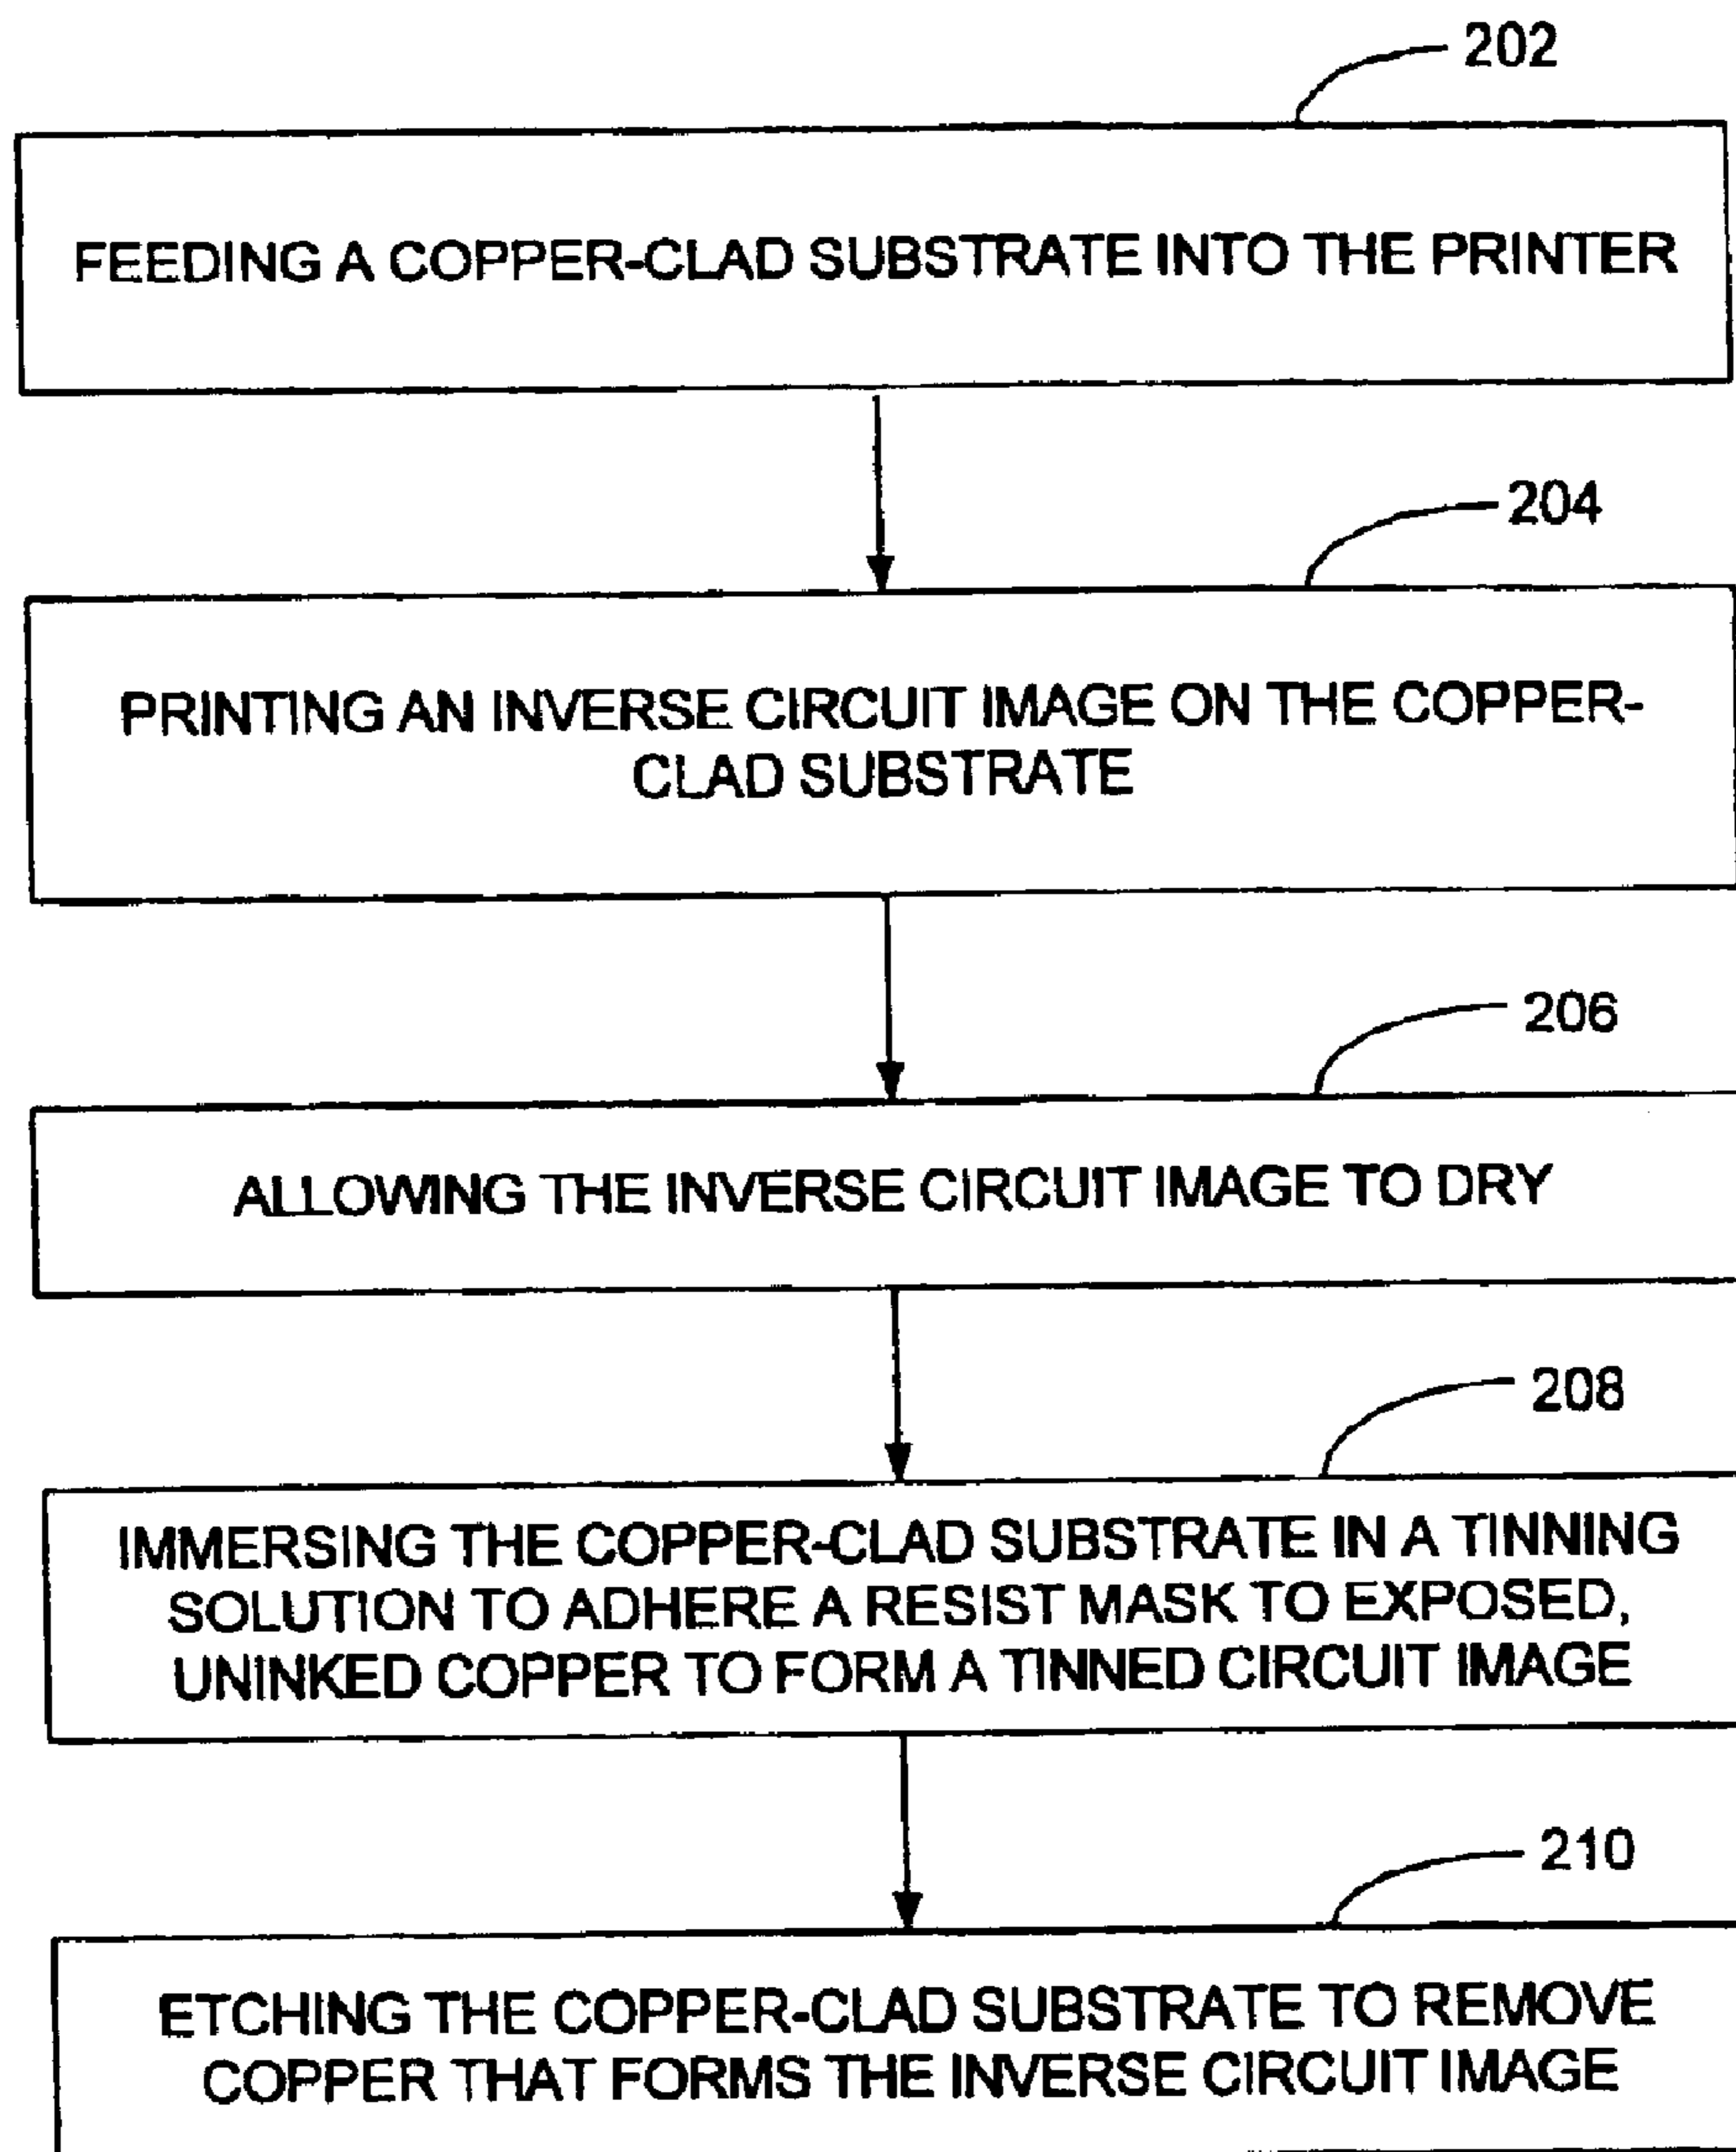 202
FEEDING A COPPER-CLAD SUBSTRATE INTO THE PRINTER
204
PRINTING AN INVERSE CIRCUIT IMAGE ON THE COPPER-
CLAD SUBSTRATE
206
ALLOWING THE INVERSE CIRCUIT IMAGE TO DRY
208
IMMERSING THE COPPER-CLAD SUBSTRATE IN A TINNING
SOLUTION TO ADHERE A RESIST MASK TO EXPOSED,
UNINKED COPPER TO FORM A TINNED CIRCUIT IMAGE
210
ETCHING THE COPPER-CLAD SUBSTRATE TO REMOVE
COPPER THAT FORMS THE INVERSE CIRCUIT IMAGE